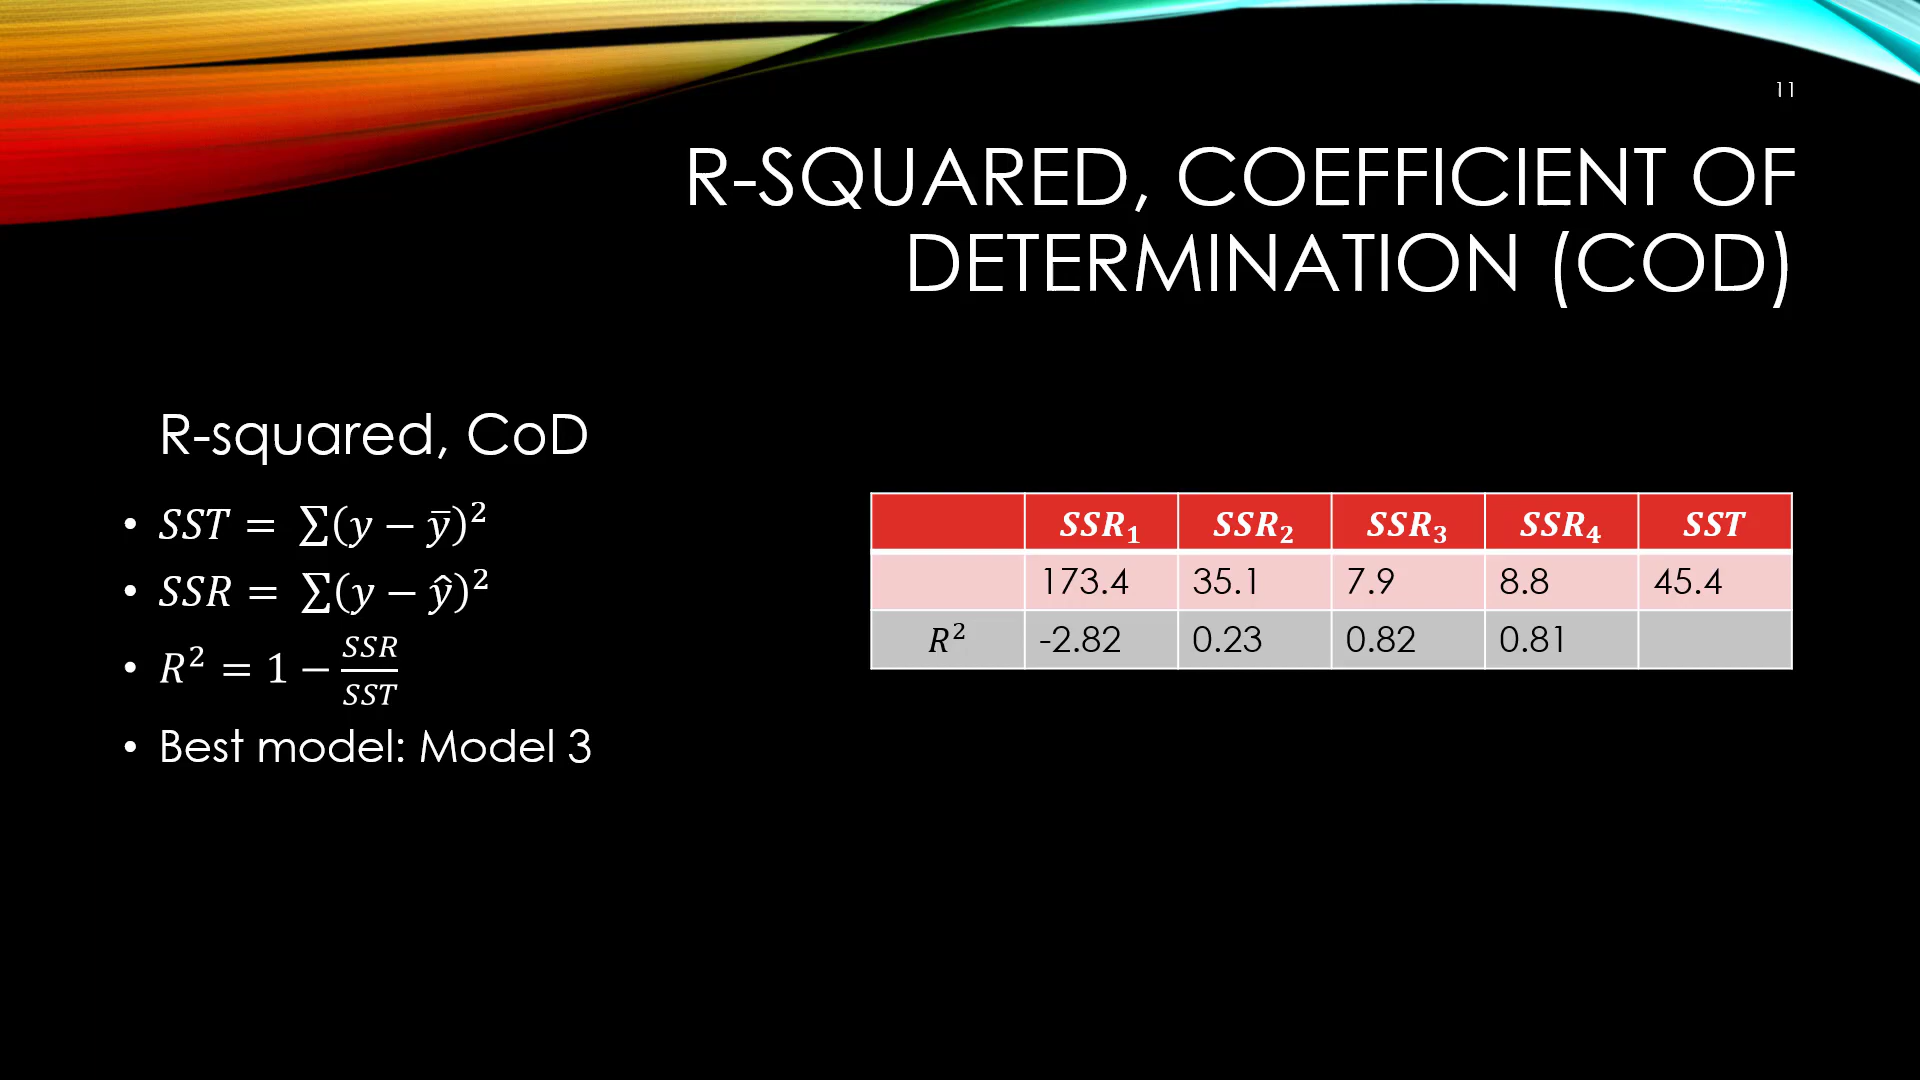 11
R-SQUARED, COEFFICIENT OF
DETERMINATION (COD)
R-squared, CoD
• SST = ∑(y − ȳ)²
• SSR = ∑(y − ŷ)²
• R² = 1 − SSR/SST
• Best model: Model 3
SSR₁ SSR₂ SSR₃ SSR₄ SST
173.4 35.1 7.9 8.8 45.4
R² -2.82 0.23 0.82 0.81